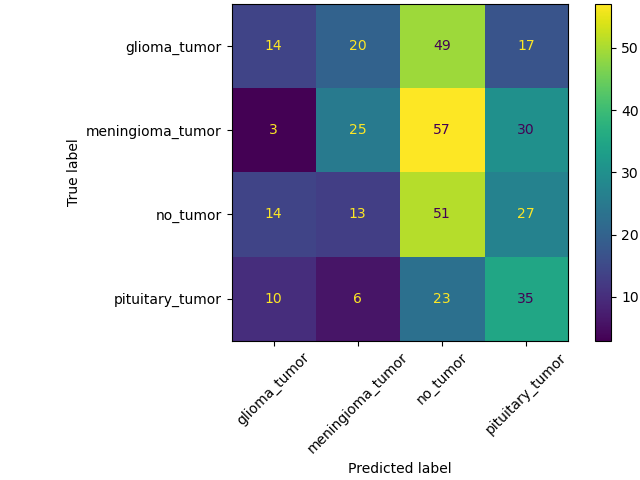 glioma_tumor 14 20 49 17
meningioma_tumor 3 25 57 30
no_tumor 14 13 51 27
pituitary_tumor 10 6 23 35
True label
glioma_tumor meningioma_tumor no_tumor pituitary_tumor
Predicted label
50
40
30
20
10